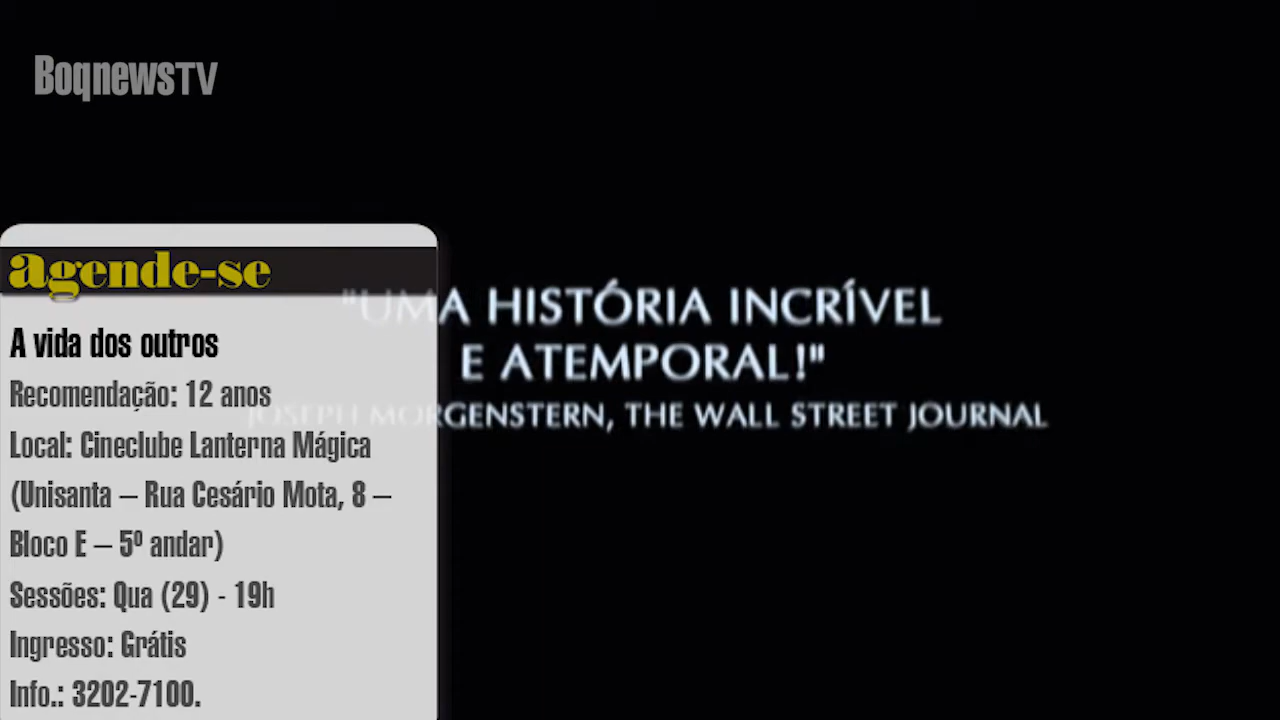 BoqnewsTV
agende-se
A vida dos outros
Recomendação: 12 anos
Local: Cineclube Lanterna Mágica
(Unisanta – Rua Cesário Mota, 8 –
Bloco E – 5º andar)
Sessões: Qua (29) - 19h
Ingresso: Grátis
Info.: 3202-7100.
"UMA HISTÓRIA INCRÍVEL
E ATEMPORAL!"
JOSEPH MORGENSTERN, THE WALL STREET JOURNAL